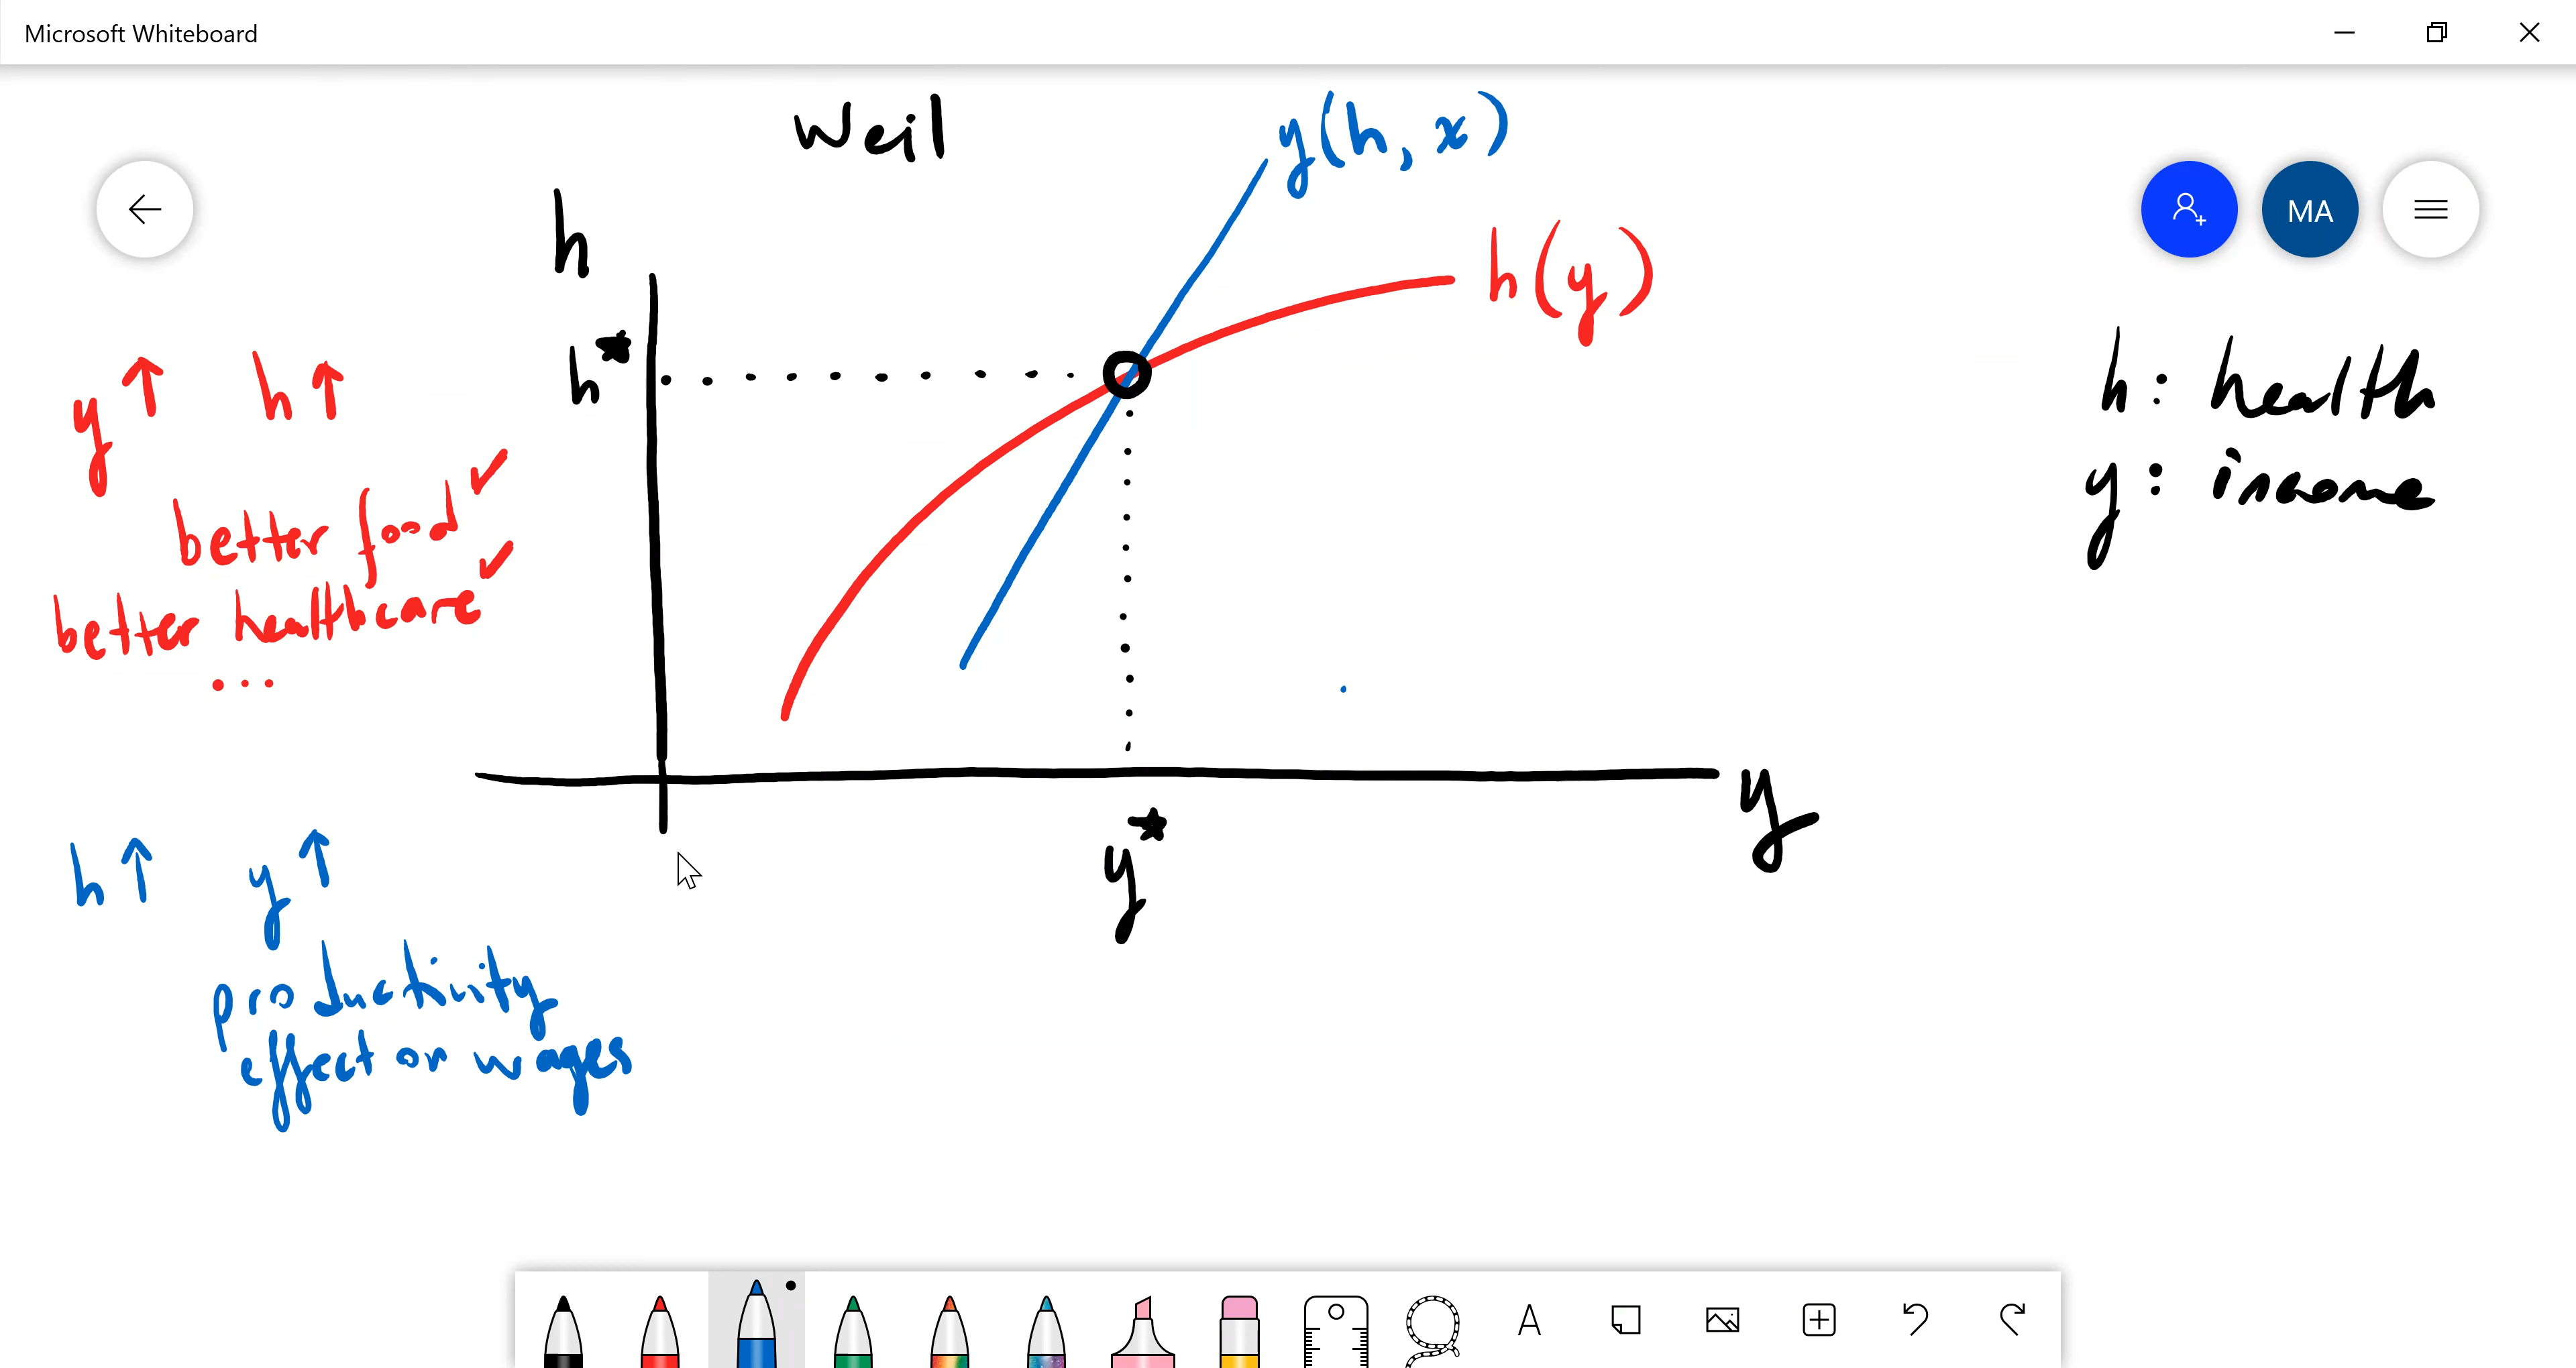 Microsoft Whiteboard
Weil
y(h, x)
h
h(y)
MA
h★
y↑ h↑
h: health
better food ✓
y: income
better healthcare ✓
...
y
y★
h↑ y↑
productivity
effect on wages
A